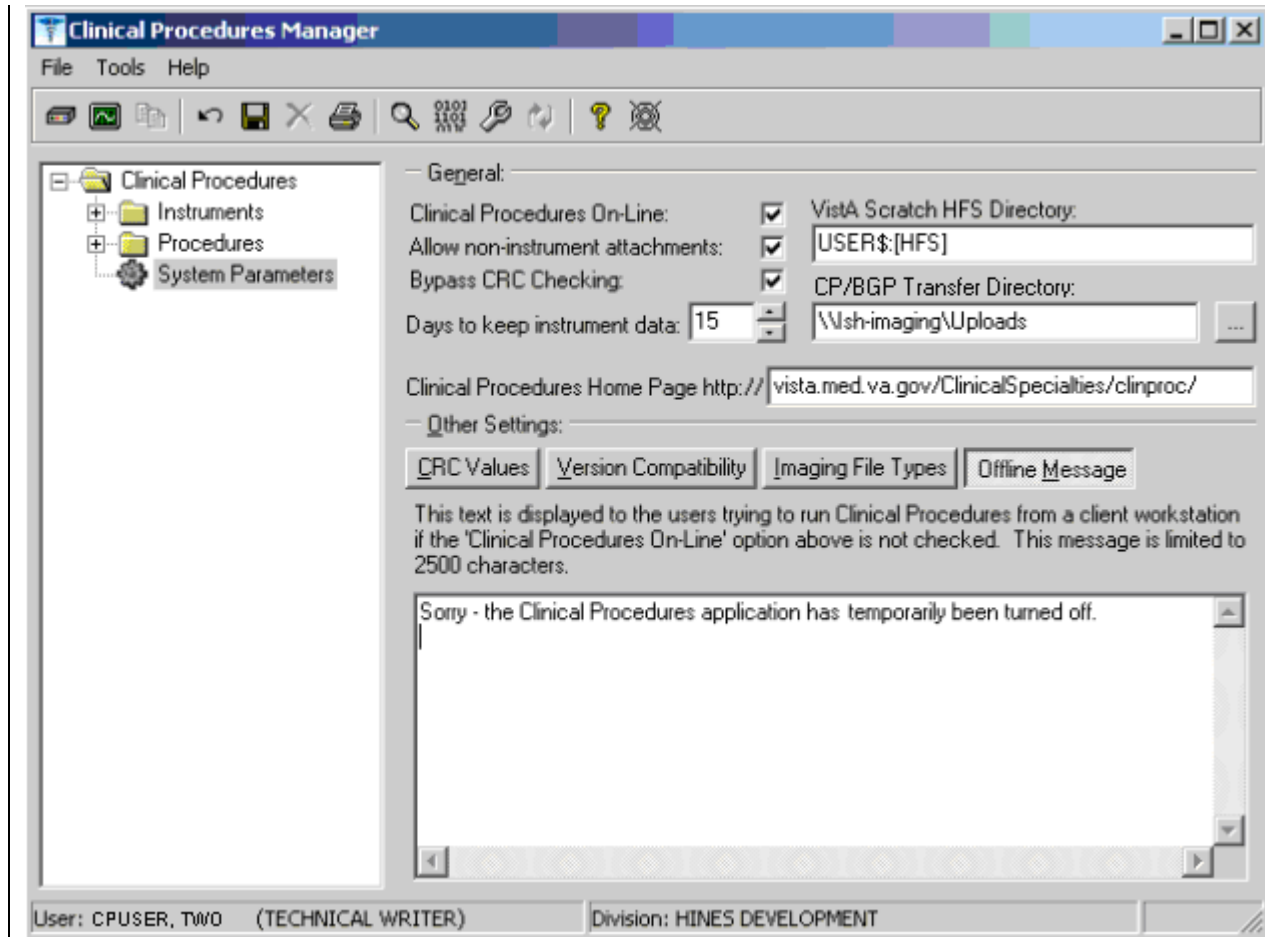 Clinical Procedures Manager
File Tools Help
Clinical Procedures
Instruments
Procedures
System Parameters
General:
Clinical Procedures On-Line:
Allow non-instrument attachments:
Bypass CRC Checking:
Days to keep instrument data: 15
VistA Scratch HFS Directory:
USER$:[HFS]
CP/BGP Transfer Directory:
\\Ish-imaging\Uploads
...
Clinical Procedures Home Page http:// vista.med.va.gov/ClinicalSpecialties/clinproc/
Other Settings:
CRC Values Version Compatibility Imaging File Types Offline Message
This text is displayed to the users trying to run Clinical Procedures from a client workstation
if the 'Clinical Procedures On-Line' option above is not checked. This message is limited to
2500 characters.
Sorry - the Clinical Procedures application has temporarily been turned off.
User: CPUSER, TWO (TECHNICAL WRITER) Division: HINES DEVELOPMENT